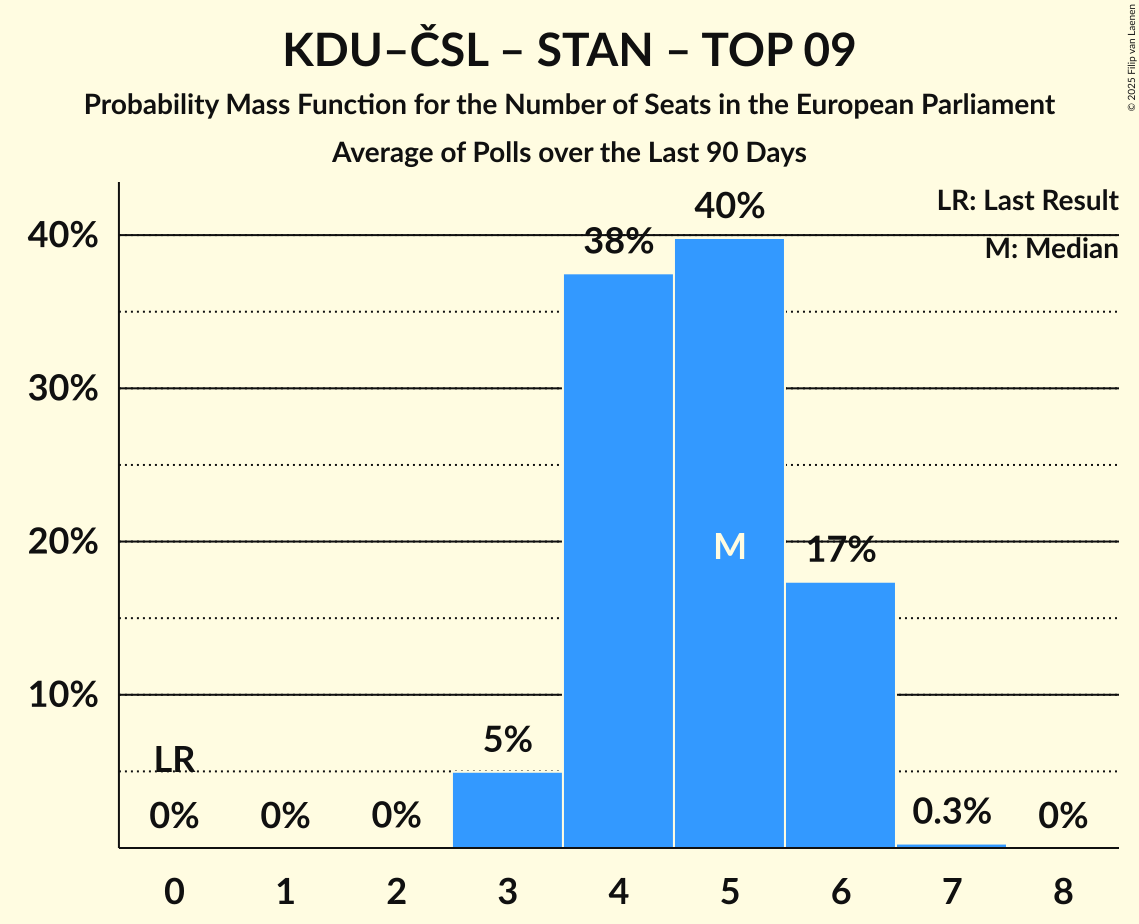 KDU–ČSL – STAN – TOP 09
Probability Mass Function for the Number of Seats in the European Parliament
Average of Polls over the Last 90 Days
© 2025 Filip van Laenen
LR: Last Result
M: Median
40%
30%
20%
10%
LR
0%
0%
0%
5%
38%
40%
M
17%
0.3%
0%
0 1 2 3 4 5 6 7 8